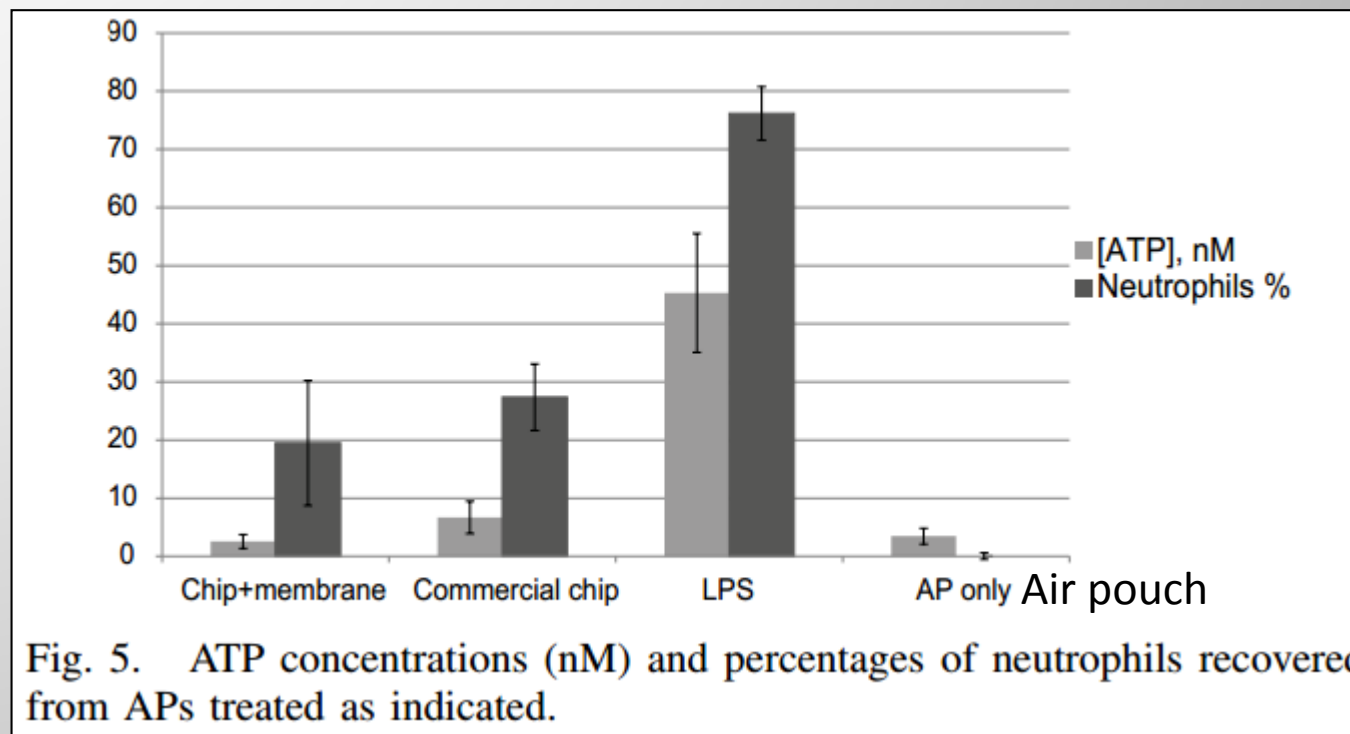 90
80
70
60
50
40
30
20
10
0
[ATP], nM
Neutrophils %
Chip+membrane Commercial chip LPS AP only Air pouch
Fig. 5. ATP concentrations (nM) and percentages of neutrophils recovered
from APs treated as indicated.